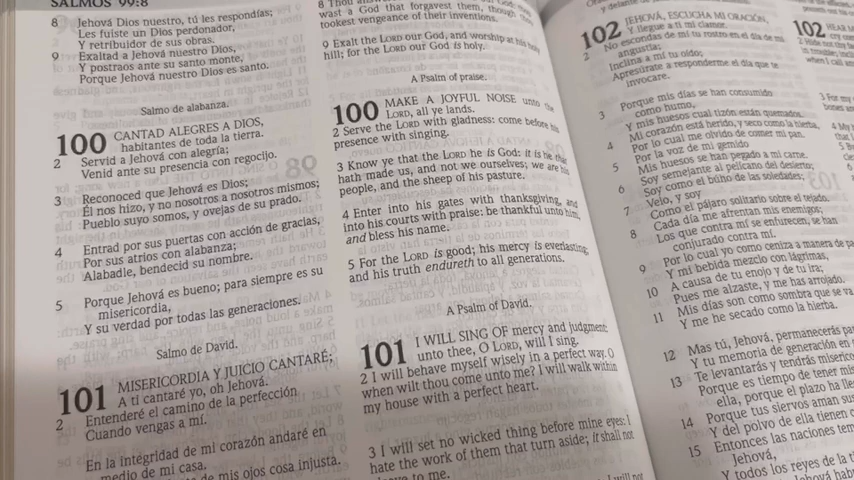 SALMOS 99:8
8 Jehová Dios nuestro, tú les respondías;
Les fuiste un Dios perdonador,
Y retribuidor de sus obras.
9 Exaltad a Jehová nuestro Dios,
Y postraos ante su santo monte,
Porque Jehová nuestro Dios es santo.
Salmo de alabanza.
100 CANTAD ALEGRES A DIOS,
habitantes de toda la tierra.
2 Servid a Jehová con alegría;
Venid ante su presencia con regocijo.
3 Reconoced que Jehová es Dios;
Él nos hizo, y no nosotros a nosotros mismos;
Pueblo suyo somos, y ovejas de su prado.
4 Entrad por sus puertas con acción de gracias,
Por sus atrios con alabanza;
Alabadle, bendecid su nombre.
5 Porque Jehová es bueno; para siempre es su
misericordia,
Y su verdad por todas las generaciones.
Salmo de David.
101 MISERICORDIA Y JUICIO CANTARÉ;
A ti cantaré yo, oh Jehová.
2 Entenderé el camino de la perfección
Cuando vengas a mí.
En la integridad de mi corazón andaré en
medio de mi casa.
de mis ojos cosa injusta.
8 Thou
wast a God that forgavest them, though
tookest vengeance of their inventions.
9 Exalt the LORD our God, and worship at his holy
hill; for the LORD our God is holy.
A Psalm of praise.
100 MAKE A JOYFUL NOISE unto the
LORD, all ye lands.
2 Serve the LORD with gladness: come before his
presence with singing.
3 Know ye that the LORD he is God: it is he that
hath made us, and not we ourselves; we are his
people, and the sheep of his pasture.
4 Enter into his gates with thanksgiving, and
into his courts with praise: be thankful unto him,
and bless his name.
5 For the LORD is good; his mercy is everlasting;
and his truth endureth to all generations.
A Psalm of David.
101 I WILL SING OF mercy and judgment:
unto thee, O LORD, will I sing.
2 I will behave myself wisely in a perfect way. O
when wilt thou come unto me? I will walk within
my house with a perfect heart.
3 I will set no wicked thing before mine eyes: I
hate the work of them that turn aside; it shall not
to me.
I will not
102 JEHOVÁ, ESCUCHA MI ORACIÓN,
Y llegue a ti mi clamor.
2 No escondas de mí tu rostro en el día de mi
angustia;
Inclina a mí tu oído;
Apresúrate a responderme el día que te
invocare.
3 Porque mis días se han consumido
como humo,
Y mis huesos cual tizón están quemados.
4 Mi corazón está herido, y seco como la hierba,
Por lo cual me olvido de comer mi pan.
5 Por la voz de mi gemido
Mis huesos se han pegado a mi carne.
6 Soy semejante al pelícano del desierto;
Soy como el búho de las soledades;
7 Velo, y soy
Como el pájaro solitario sobre el tejado.
8 Cada día me afrentan mis enemigos;
Los que contra mí se enfurecen, se han
conjurado contra mí.
9 Por lo cual yo como ceniza a manera de
Y mi bebida mezclo con lágrimas,
10 A causa de tu enojo y de tu ira;
Pues me alzaste, y me has arrojado.
11 Mis días son como sombra que se va
Y me he secado como la hierba.
12 Mas tú, Jehová, permanecerás
Y tu memoria de generación en
13 Te levantarás y tendrás
Porque es tiempo de tener
ella, porque el plazo ha
14 Porque tus siervos aman
Y del polvo de ella tienen
15 Entonces las naciones
Jehová,
Y todos los reyes de la
102 HEAR